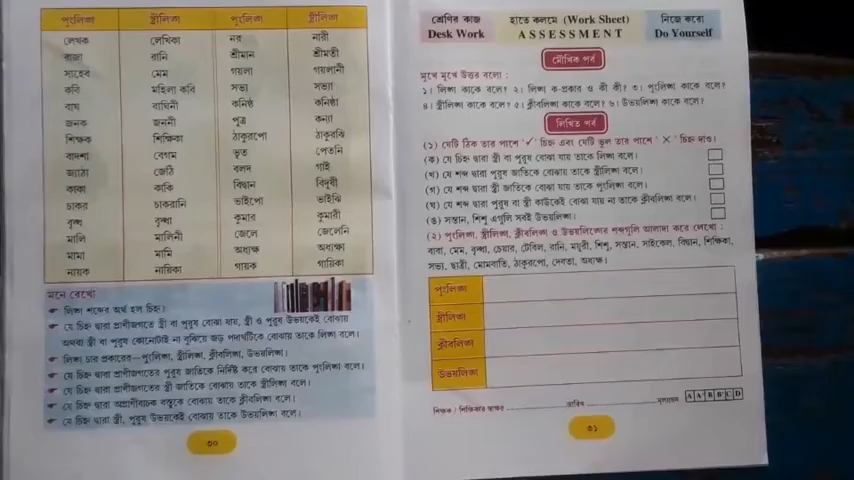 পুংলিঙ্গ স্ত্রীলিঙ্গ পুংলিঙ্গ স্ত্রীলিঙ্গ
লেখক লেখিকা নর নারী
রাজা রানি শ্রীমান শ্রীমতী
সাহেব মেম গয়লা গয়লানী
কবি মহিলা কবি সভ্য সভ্যা
বাঘ বাঘিনী কনিষ্ঠ কনিষ্ঠা
জনক জননী পুত্র কন্যা
শিক্ষক শিক্ষিকা ঠাকুরপো ঠাকুরঝি
বাদশা বেগম ভূত পেতনি
জ্যাঠা জেঠি বলদ গাই
কাকা কাকি বিদ্বান বিদুষী
চাকর চাকরানি ভাইপো ভাইঝি
বৃদ্ধ বৃদ্ধা কুমার কুমারী
মালি মালিনী জেলে জেলেনি
মামা মামি অধ্যক্ষ অধ্যক্ষা
নায়ক নায়িকা গায়ক গায়িকা
মনে রেখো
লিঙ্গ শব্দের অর্থ হল চিহ্ন।
যে চিহ্ন দ্বারা প্রাণীজগতে স্ত্রী বা পুরুষ বোঝা যায়, স্ত্রী ও পুরুষ উভয়কেই বোঝায়
অথবা স্ত্রী বা পুরুষ কোনোটাই না বুঝিয়ে জড় পদার্থটিকে বোঝায় তাকে লিঙ্গ বলে।
লিঙ্গ চার প্রকারের—পুংলিঙ্গ, স্ত্রীলিঙ্গ, ক্লীবলিঙ্গ, উভয়লিঙ্গ।
যে চিহ্ন দ্বারা প্রাণীজগতের পুরুষ জাতিকে নির্দিষ্ট করে বোঝায় তাকে পুংলিঙ্গ বলে।
যে চিহ্ন দ্বারা প্রাণীজগতের স্ত্রী জাতিকে বোঝায় তাকে স্ত্রীলিঙ্গ বলে।
যে চিহ্ন দ্বারা অপ্রাণীবাচক বস্তুকে বোঝায় তাকে ক্লীবলিঙ্গ বলে।
যে চিহ্ন দ্বারা স্ত্রী, পুরুষ উভয়কেই বোঝায় তাকে উভয়লিঙ্গ বলে।
৩০
শ্রেণির কাজ হাতে কলমে (Work Sheet) নিজে করো
Desk Work ASSESSMENT Do Yourself
মৌখিক পর্ব
মুখে মুখে উত্তর বলো :
১। লিঙ্গ কাকে বলে? ২। লিঙ্গ ক-প্রকার ও কী কী? ৩। পুংলিঙ্গ কাকে বলে?
৪। স্ত্রীলিঙ্গ কাকে বলে? ৫। ক্লীবলিঙ্গ কাকে বলে? ৬। উভয়লিঙ্গ কাকে বলে?
লিখিত পর্ব
(১) যেটি ঠিক তার পাশে '✓' চিহ্ন এবং যেটি ভুল তার পাশে '×' চিহ্ন দাও।
(ক) যে চিহ্ন দ্বারা স্ত্রী বা পুরুষ বোঝা যায় তাকে লিঙ্গ বলে।
(খ) যে শব্দ দ্বারা পুরুষ জাতিকে বোঝায় তাকে স্ত্রীলিঙ্গ বলে।
(গ) যে শব্দ দ্বারা স্ত্রী জাতিকে বোঝা যায় তাকে পুংলিঙ্গ বলে।
(ঘ) যে শব্দ দ্বারা পুরুষ বা স্ত্রী কাউকেই বোঝা যায় না তাকে ক্লীবলিঙ্গ বলে।
(ঙ) সন্তান, শিশু এগুলি সবই উভয়লিঙ্গ।
(২) পুংলিঙ্গ, স্ত্রীলিঙ্গ, ক্লীবলিঙ্গ ও উভয়লিঙ্গের শব্দগুলি আলাদা করে লেখো :
বাবা, মেম, বৃদ্ধা, চেয়ার, টেবিল, রানি, ময়ূরী, শিশু, সন্তান, সাইকেল, বিদ্বান, শিক্ষিকা,
সভ্য, ছাত্রী, মোমবাতি, ঠাকুরপো, দেবতা, অধ্যক্ষ।
পুংলিঙ্গ
স্ত্রীলিঙ্গ
ক্লীবলিঙ্গ
উভয়লিঙ্গ
শিক্ষক / শিক্ষিকার স্বাক্ষর তারিখ মূল্যায়ন A A⁺ B B⁺ C D
৩১